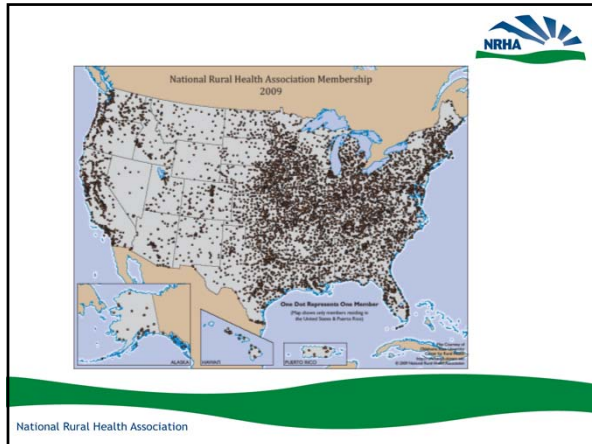 NRHA
National Rural Health Association Membership
2009
One Dot Represents One Member
(Map shows only members residing in
the United States & Puerto Rico)
ALASKA
HAWAII
PUERTO RICO
National Rural Health Association